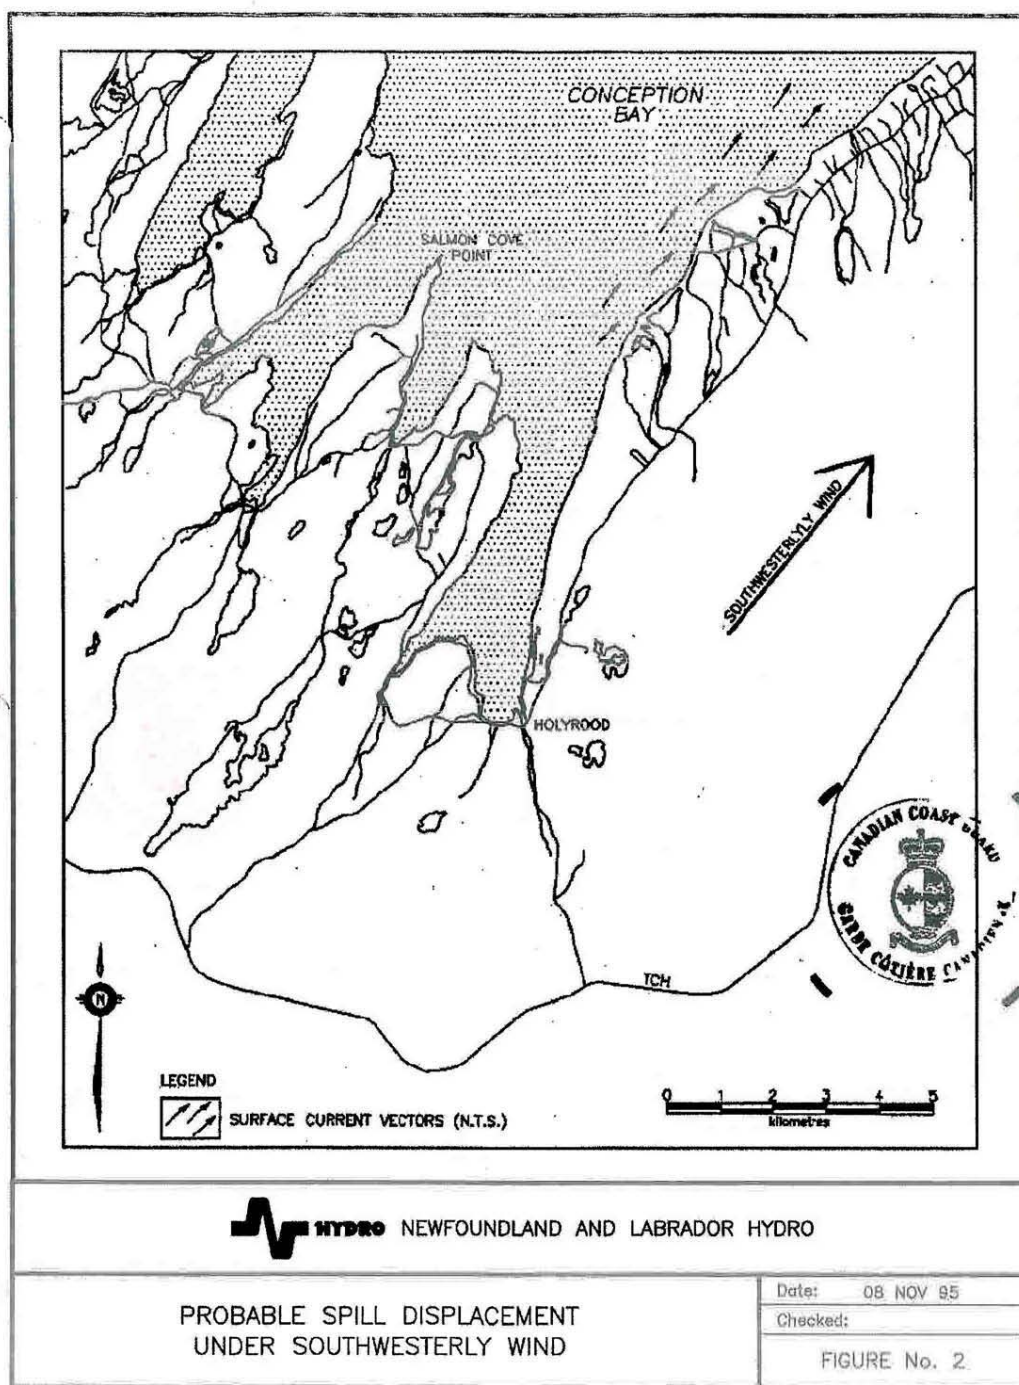 CONCEPTION
BAY
SALMON COVE
POINT
SOUTHWESTERLYLY WIND
HOLYROOD
CANADIAN COAST GUARD
GARDE CÔTIÈRE CANADIENNE
TCH
N
LEGEND
SURFACE CURRENT VECTORS (N.T.S.)
0 1 2 3 4 5
kilometres
HYDRO NEWFOUNDLAND AND LABRADOR HYDRO
PROBABLE SPILL DISPLACEMENT
UNDER SOUTHWESTERLY WIND
Date: 08 NOV 95
Checked:
FIGURE No. 2